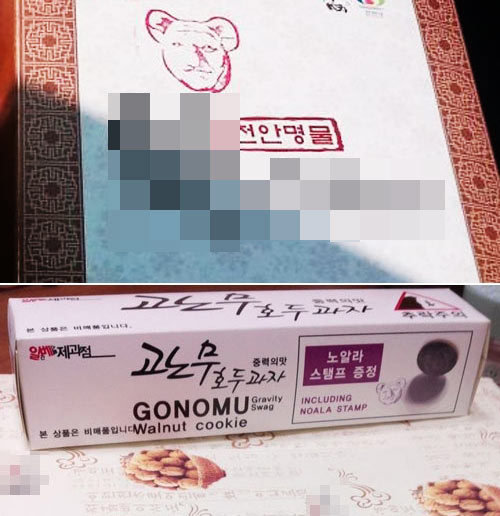 천안명물
본 상품은 비매품입니다.
고노무
호두과자
중력의맛
추락주의
일베제과점
고노무
호두과자
중력의맛
노알라
스탬프 증정
GONOMU
Gravity
Swag
Walnut cookie
본 상품은 비매품입니다
INCLUDING
NOALA STAMP